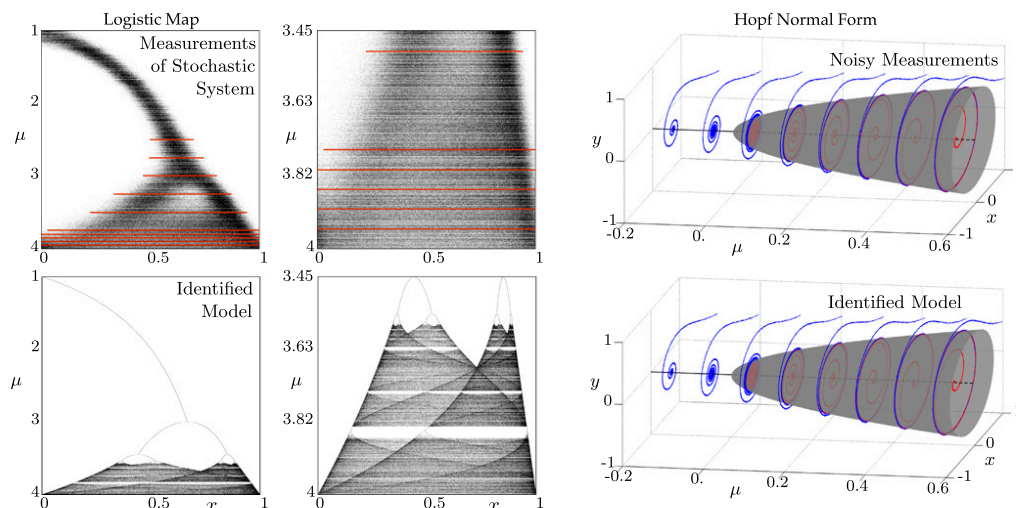 Logistic Map
Hopf Normal Form
1
2
μ
3
4
0
0.5
1
Measurements
of Stochastic
System
3.45
3.63
μ
3.82
4
0.5
1
Noisy Measurements
1
y
0
-1
-0.2
0.
μ
0.2
0.4
0.6
-1
x
0
1
2
μ
3
4
0
0.5
x
1
Identified
Model
3.45
3.63
μ
3.82
4
0.5
x
1
Identified Model
1
y
0
-1
-0.2
0.
μ
0.2
0.4
0.6
-1
x
0